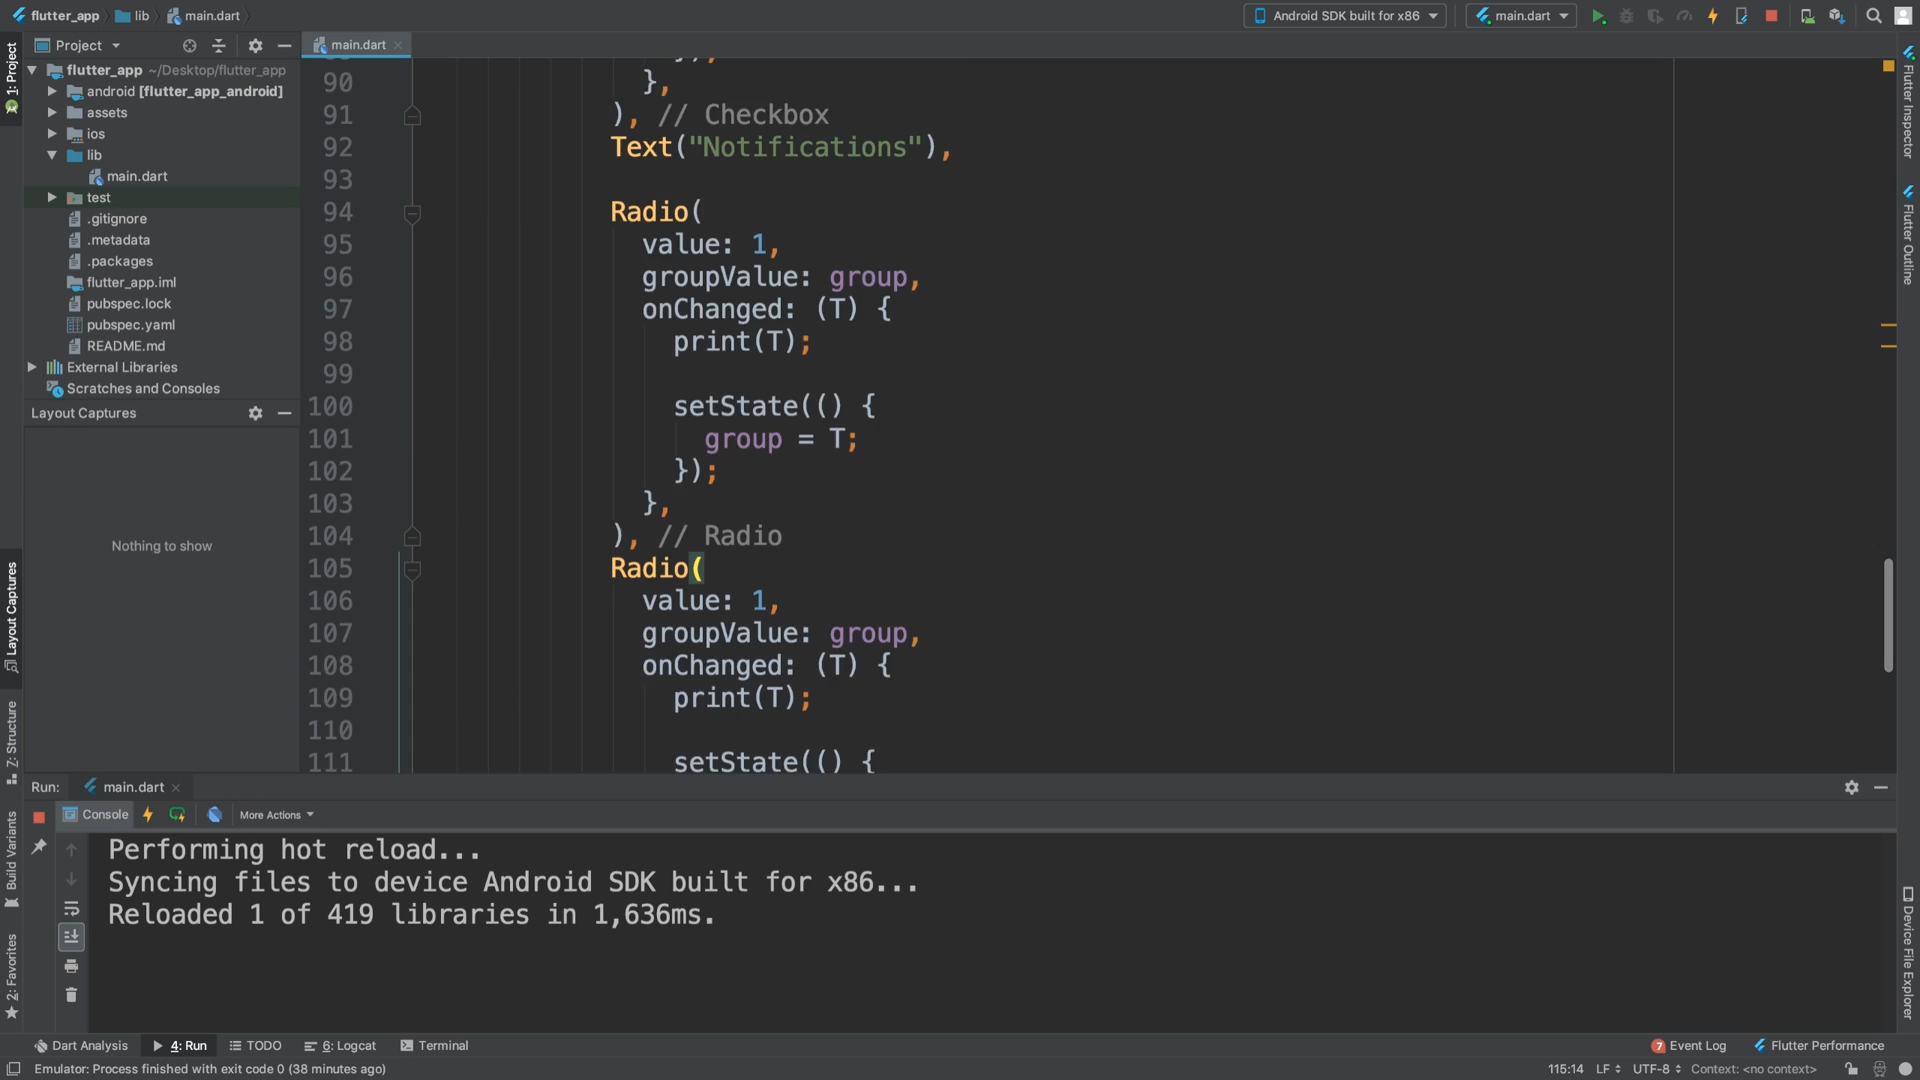 flutter_app lib main.dart Android SDK built for x86 main.dart
Project main.dart
flutter_app ~/Desktop/flutter_app
android [flutter_app_android]
assets
ios
lib
main.dart
test
.gitignore
.metadata
.packages
flutter_app.iml
pubspec.lock
pubspec.yaml
README.md
External Libraries
Scratches and Consoles
Layout Captures
Nothing to show
1: Project
Layout Captures
Z: Structure
Build Variants
2: Favorites
90 },
91 ), // Checkbox
92 Text("Notifications"),
93
94 Radio(
95 value: 1,
96 groupValue: group,
97 onChanged: (T) {
98 print(T);
99
100 setState(() {
101 group = T;
102 });
103 },
104 ), // Radio
105 Radio(
106 value: 1,
107 groupValue: group,
108 onChanged: (T) {
109 print(T);
110
111 setState(() {
Flutter Inspector
Flutter Outline
Device File Explorer
Run: main.dart
Console More Actions
Performing hot reload...
Syncing files to device Android SDK built for x86...
Reloaded 1 of 419 libraries in 1,636ms.
Dart Analysis 4: Run TODO 6: Logcat Terminal 7 Event Log Flutter Performance
Emulator: Process finished with exit code 0 (38 minutes ago) 115:14 LF UTF-8 Context: <no context>